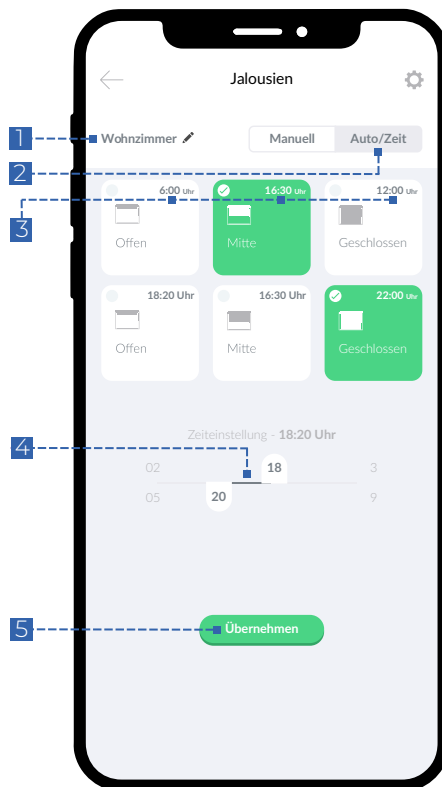 Jalousien
1
Wohnzimmer
Manuell
Auto/Zeit
2
3
6:00 Uhr
16:30 Uhr
12:00 Uhr
Offen
Mitte
Geschlossen
18:20 Uhr
16:30 Uhr
22:00 Uhr
Offen
Mitte
Geschlossen
Zeiteinstellung - 18:20 Uhr
4
02
18
3
05
20
9
5
Übernehmen